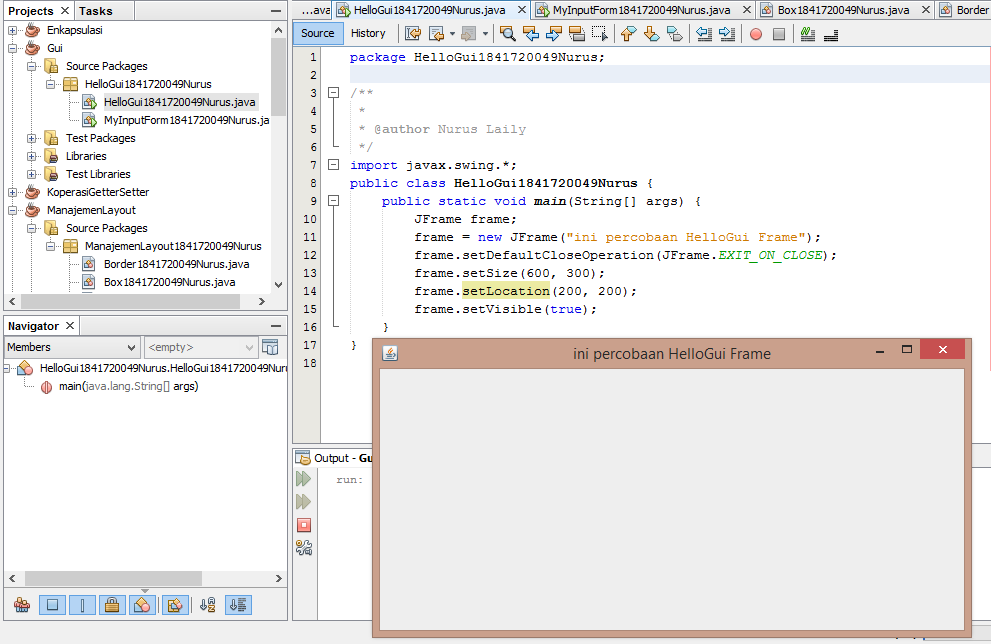 Projects
Tasks
Enkapsulasi
Gui
Source Packages
HelloGui1841720049Nurus
HelloGui1841720049Nurus.java
MyInputForm1841720049Nurus.ja
Test Packages
Libraries
Test Libraries
KoperasiGetterSetter
ManajemenLayout
Source Packages
ManajemenLayout1841720049Nurus
Border1841720049Nurus.java
Box1841720049Nurus.java
Navigator
Members
<empty>
HelloGui1841720049Nurus.HelloGui1841720049Nuru
main(java.lang.String[] args)
...ava
HelloGui1841720049Nurus.java
MyInputForm1841720049Nurus.java
Box1841720049Nurus.java
Border
Source
History
1 package HelloGui1841720049Nurus;
2
3 /**
4 *
5 * @author Nurus Laily
6 */
7 import javax.swing.*;
8 public class HelloGui1841720049Nurus {
9 public static void main(String[] args) {
10 JFrame frame;
11 frame = new JFrame("ini percobaan HelloGui Frame");
12 frame.setDefaultCloseOperation(JFrame.EXIT_ON_CLOSE);
13 frame.setSize(600, 300);
14 frame.setLocation(200, 200);
15 frame.setVisible(true);
16 }
17 }
18
ini percobaan HelloGui Frame
Output - Gu
run: